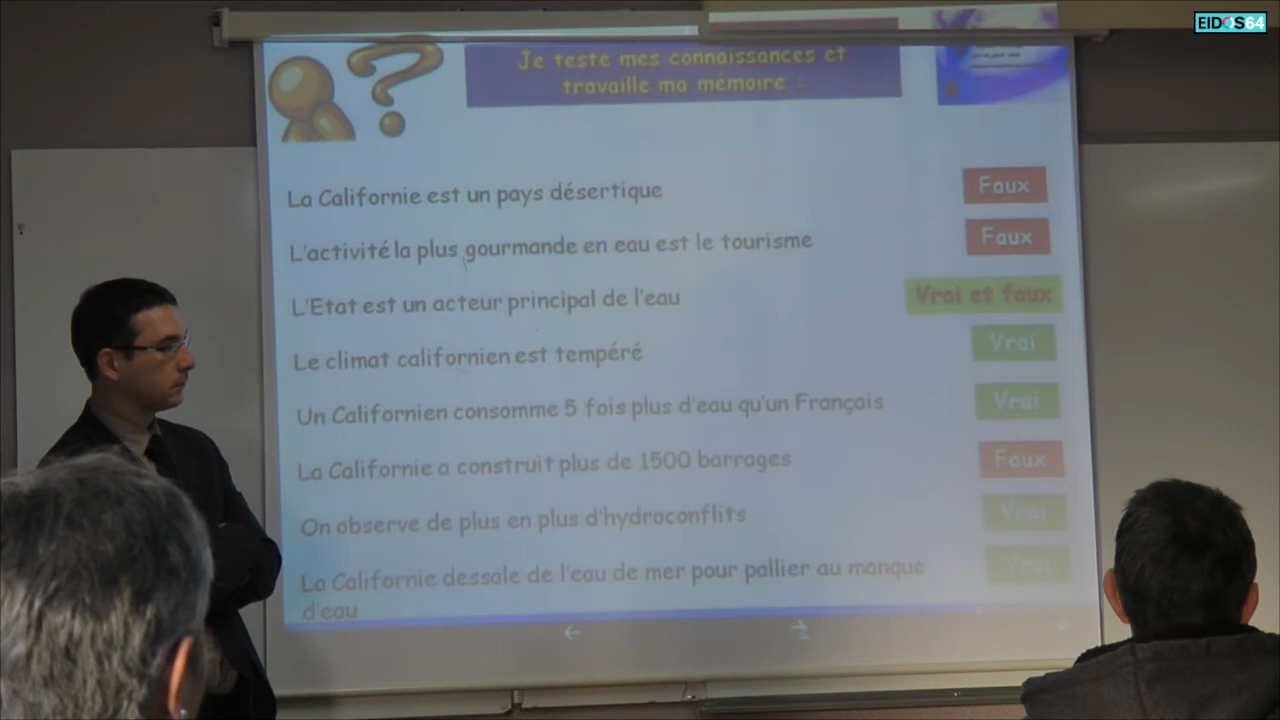 EIDOS64
Je teste mes connaissances et
travaille ma mémoire :
La Californie est un pays désertique
Faux
L'activité la plus gourmande en eau est le tourisme
Faux
L'Etat est un acteur principal de l'eau
Vrai et faux
Le climat californien est tempéré
Vrai
Un Californien consomme 5 fois plus d'eau qu'un Français
Vrai
La Californie a construit plus de 1500 barrages
Faux
On observe de plus en plus d'hydroconflits
Vrai
La Californie dessale de l'eau de mer pour pallier au manque
d'eau
Vrai